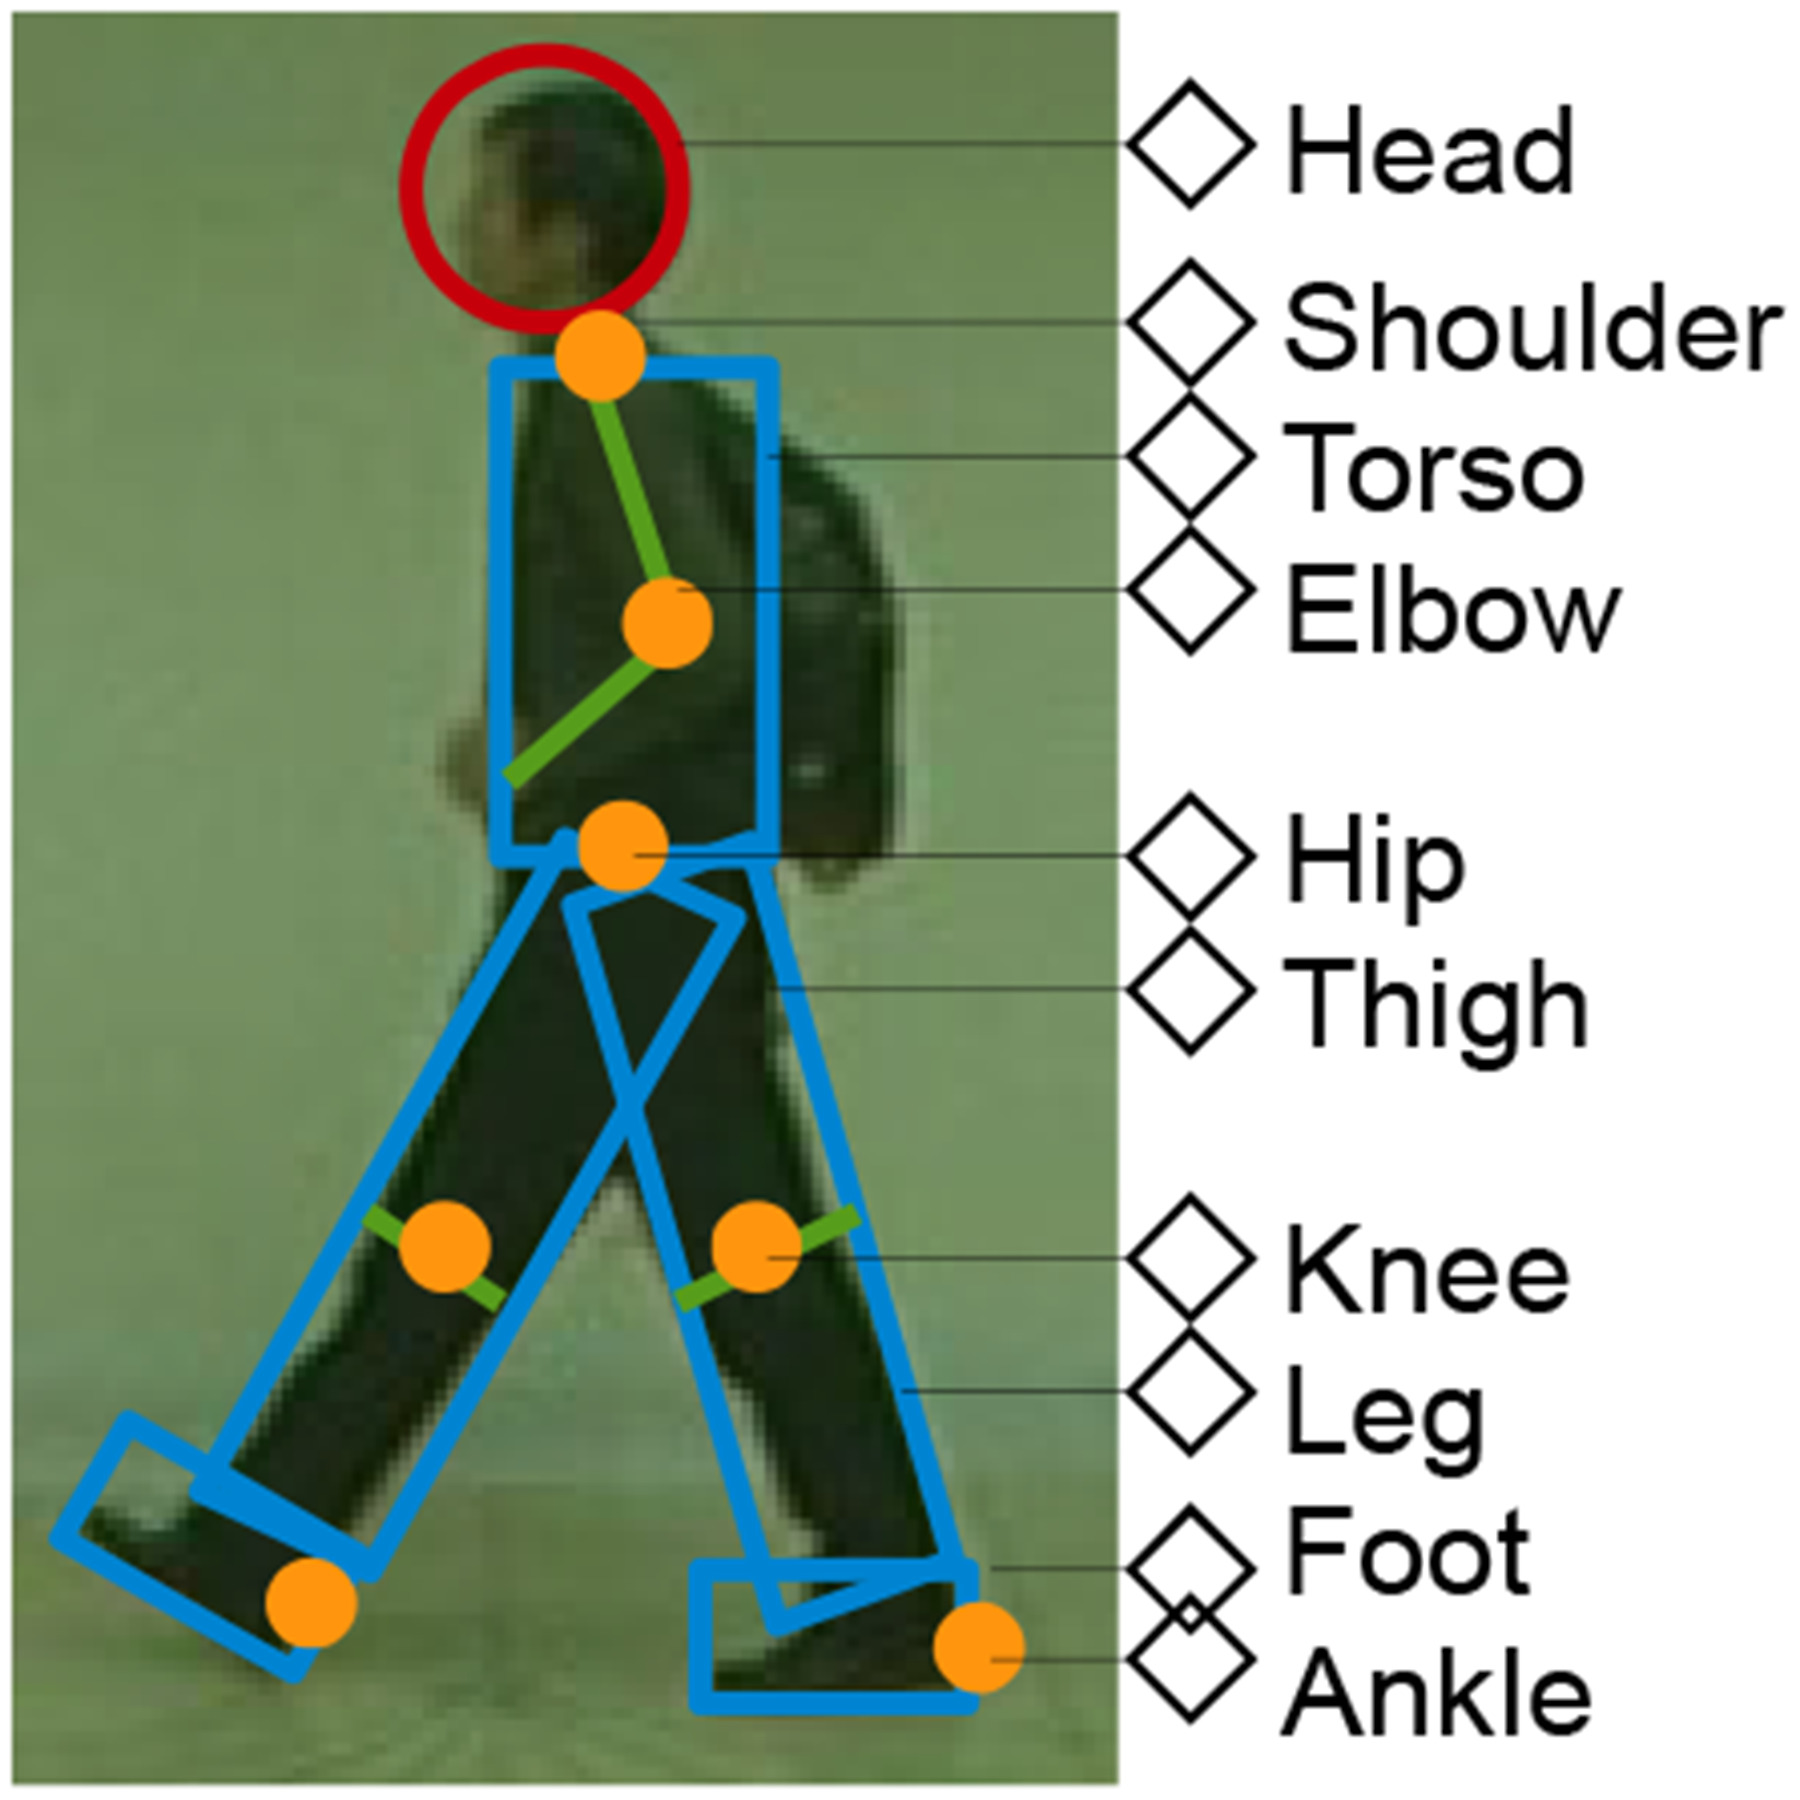 Head
Shoulder
Torso
Elbow
Hip
Thigh
Knee
Leg
Foot
Ankle